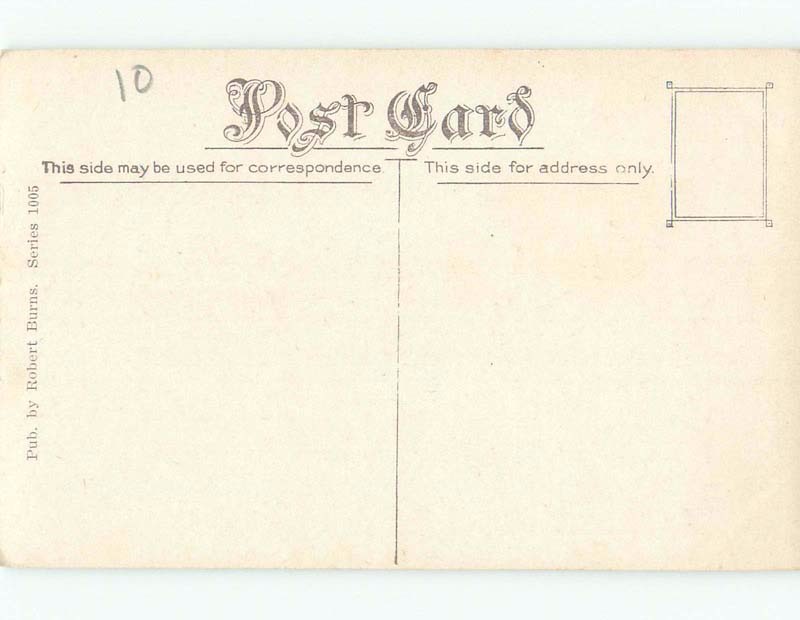 10
Post Card
This side may be used for correspondence
This side for address only.
Pub. by Robert Burns. Series 1005